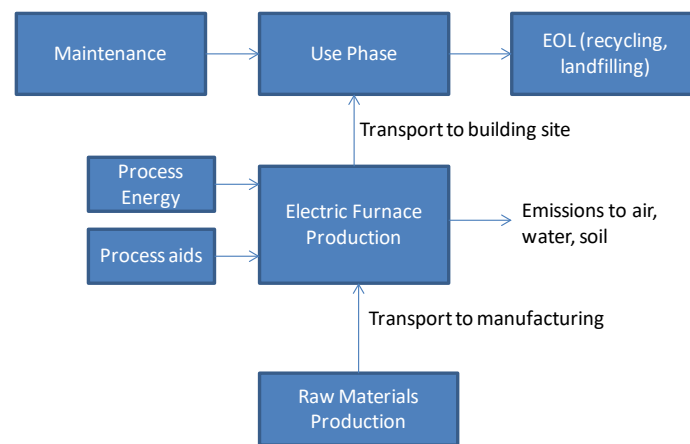 Maintenance
Use Phase
EOL (recycling,
landfilling)
Transport to building site
Process
Energy
Electric Furnace
Production
Emissions to air,
water, soil
Process aids
Transport to manufacturing
Raw Materials
Production